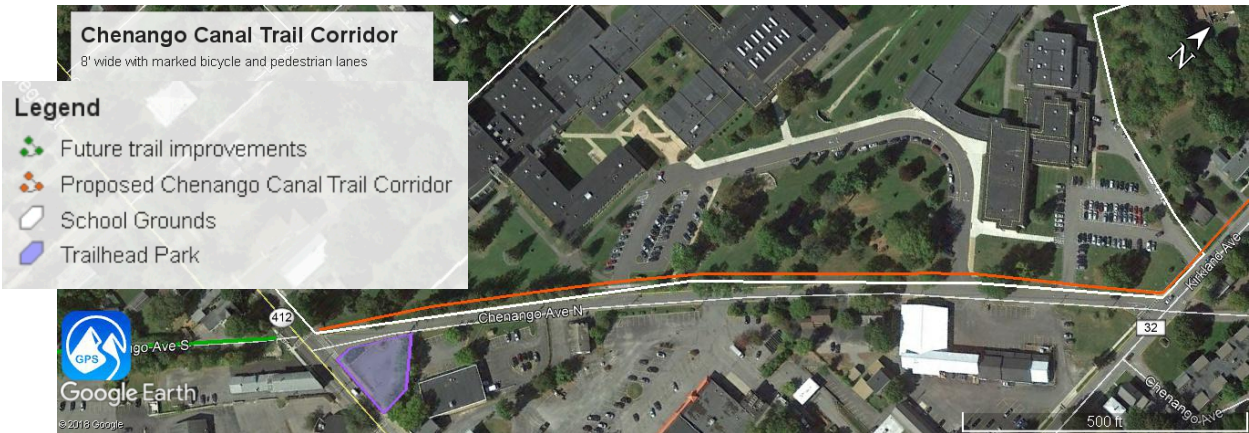 Chenango Canal Trail Corridor
8' wide with marked bicycle and pedestrian lanes
Legend
Future trail improvements
Proposed Chenango Canal Trail Corridor
School Grounds
Trailhead Park
N
Kirkland Ave
412
Chenango Ave N
32
ngo Ave S
GPS
Google Earth
Chenango Ave
© 2018 Google
500 ft